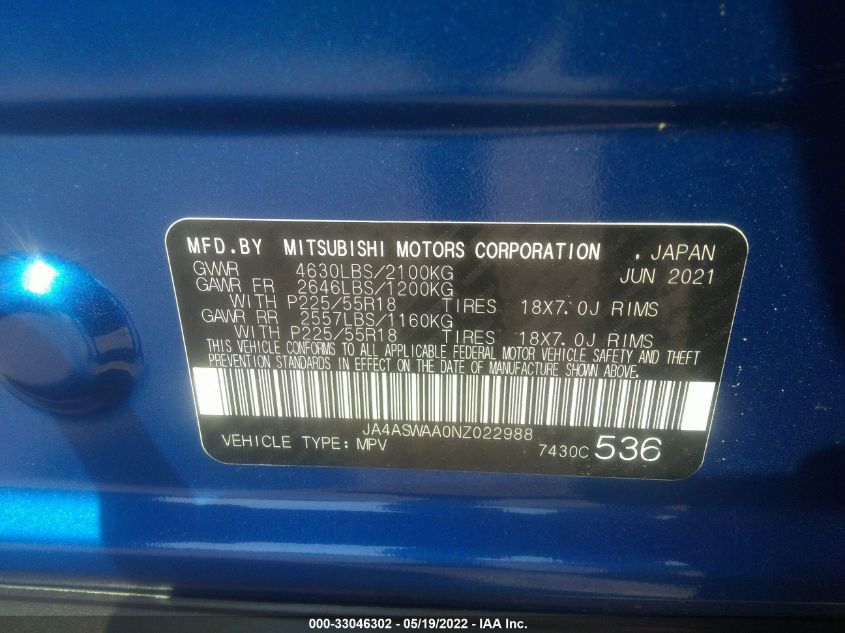 MFD.BY MITSUBISHI MOTORS CORPORATION , JAPAN
GVWR 4630LBS/2100KG JUN 2021
GAWR FR 2646LBS/1200KG
WITH P225/55R18 TIRES 18X7.0J RIMS
GAWR RR 2557LBS/1160KG
WITH P225/55R18 TIRES 18X7.0J RIMS
THIS VEHICLE CONFORMS TO ALL APPLICABLE FEDERAL MOTOR VEHICLE SAFETY AND THEFT
PREVENTION STANDARDS IN EFFECT ON THE DATE OF MANUFACTURE SHOWN ABOVE.
JA4ASWAA0NZ022988
VEHICLE TYPE: MPV 7430C 536
000-33046302 - 05/19/2022 - IAA Inc.